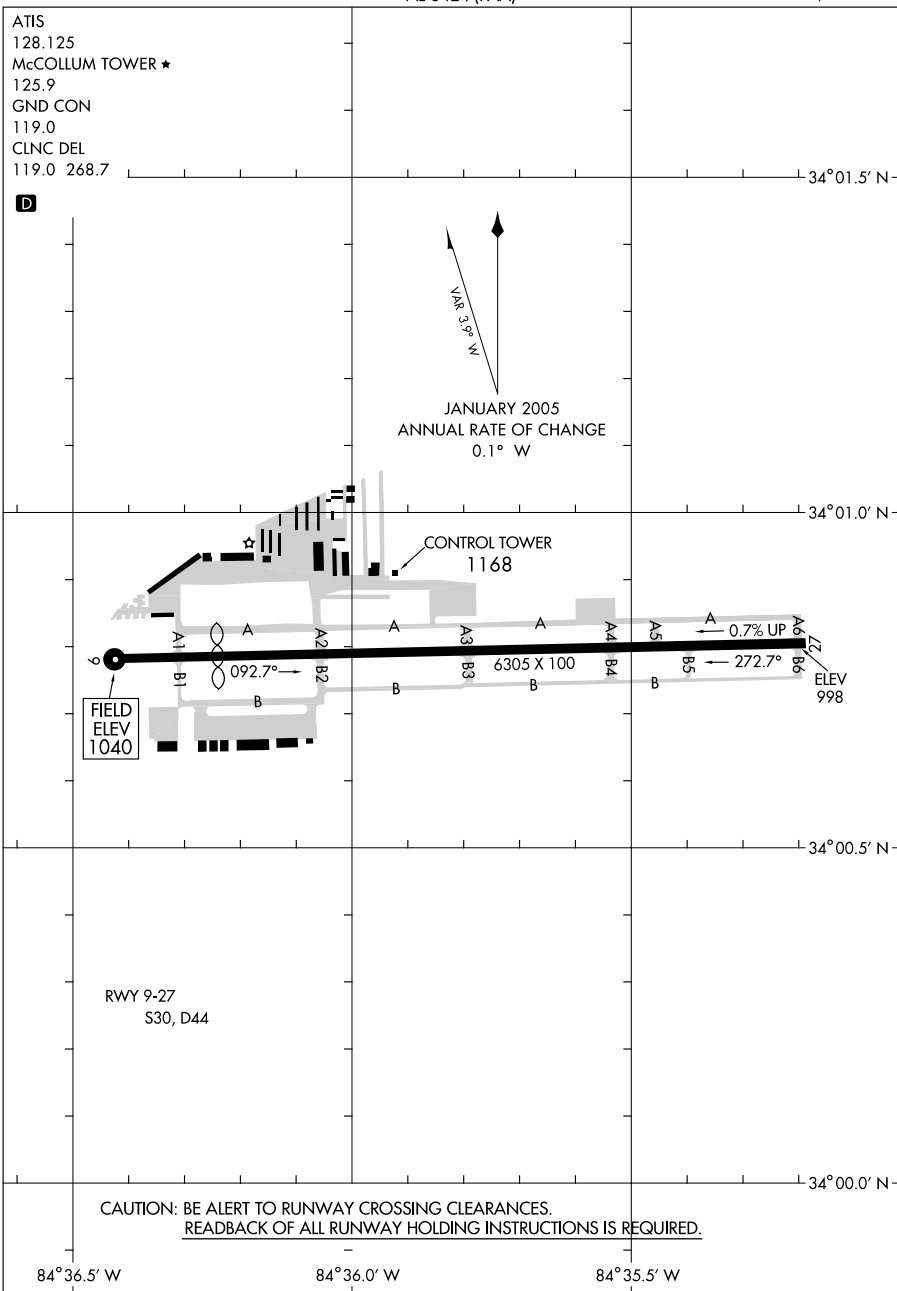 ATIS
128.125
McCOLLUM TOWER ★
125.9
GND CON
119.0
CLNC DEL
119.0 268.7
D
34°01.5' N
VAR 3.9° W
JANUARY 2005
ANNUAL RATE OF CHANGE
0.1° W
34°01.0' N
CONTROL TOWER
1168
A
A
A
A
A1
A2
A3
A4
A5
A6
0.7% UP
9
27
092.7°
6305 X 100
272.7°
B1
B2
B3
B4
B5
B6
B
B
B
B
ELEV
998
FIELD
ELEV
1040
34°00.5' N
RWY 9-27
S30, D44
34°00.0' N
CAUTION: BE ALERT TO RUNWAY CROSSING CLEARANCES.
READBACK OF ALL RUNWAY HOLDING INSTRUCTIONS IS REQUIRED.
84°36.5' W
84°36.0' W
84°35.5' W